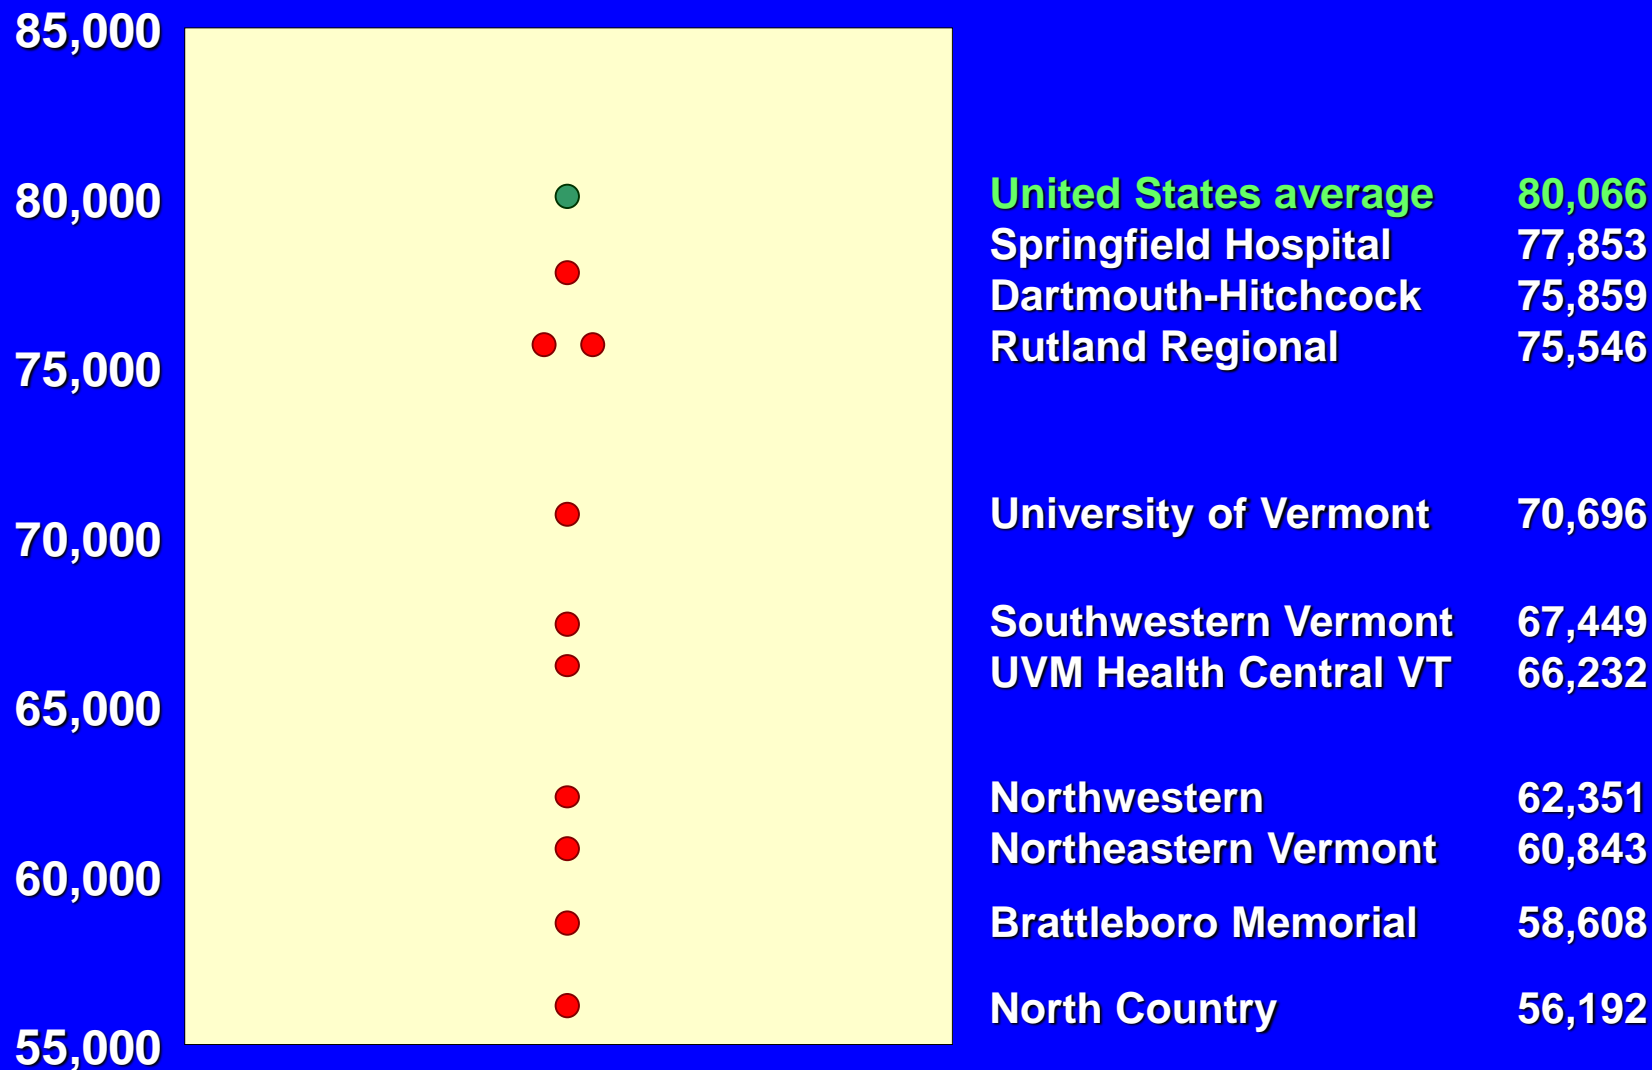 85,000
80,000
75,000
70,000
65,000
60,000
55,000
United States average 80,066
Springfield Hospital 77,853
Dartmouth-Hitchcock 75,859
Rutland Regional 75,546
University of Vermont 70,696
Southwestern Vermont 67,449
UVM Health Central VT 66,232
Northwestern 62,351
Northeastern Vermont 60,843
Brattleboro Memorial 58,608
North Country 56,192